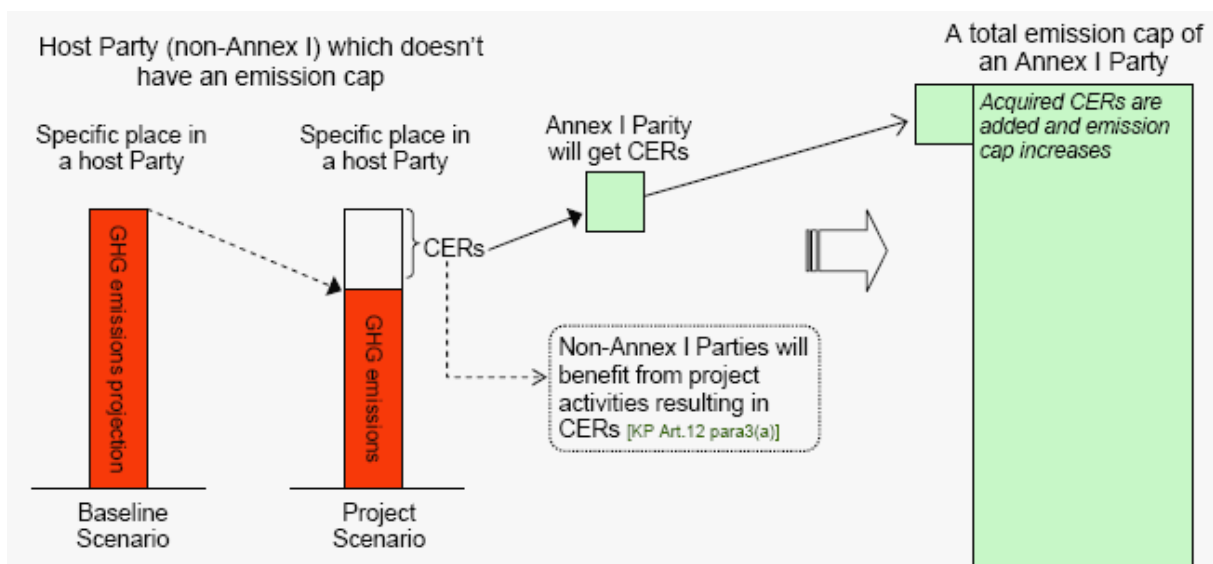 Host Party (non-Annex I) which doesn't
have an emission cap
A total emission cap of
an Annex I Party
Specific place in
a host Party
Specific place in
a host Party
Annex I Parity
will get CERs
Acquired CERs are
added and emission
cap increases
GHG emissions projection
GHG emissions
CERs
Non-Annex I Parties will
benefit from project
activities resulting in
CERs [KP Art.12 para3(a)]
Baseline
Scenario
Project
Scenario